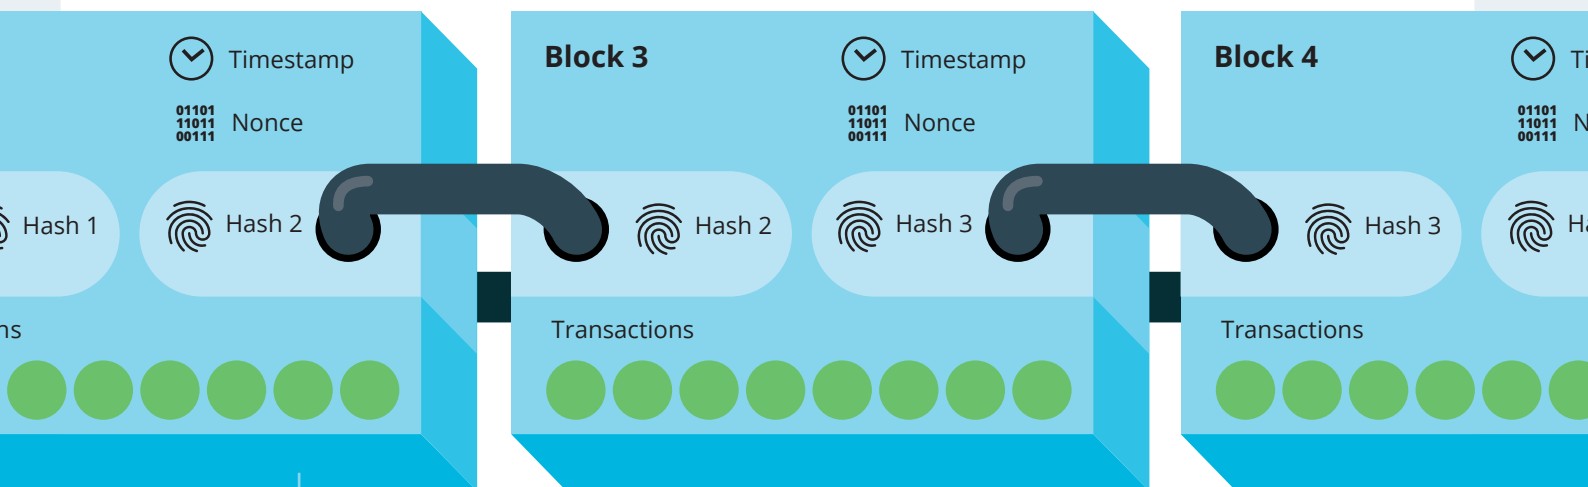 Timestamp
01101
11011
00111
Nonce
Hash 1
Hash 2
Block 3
Timestamp
01101
11011
00111
Nonce
Hash 2
Hash 3
Transactions
Block 4
01101
11011
00111
Hash 3
Transactions